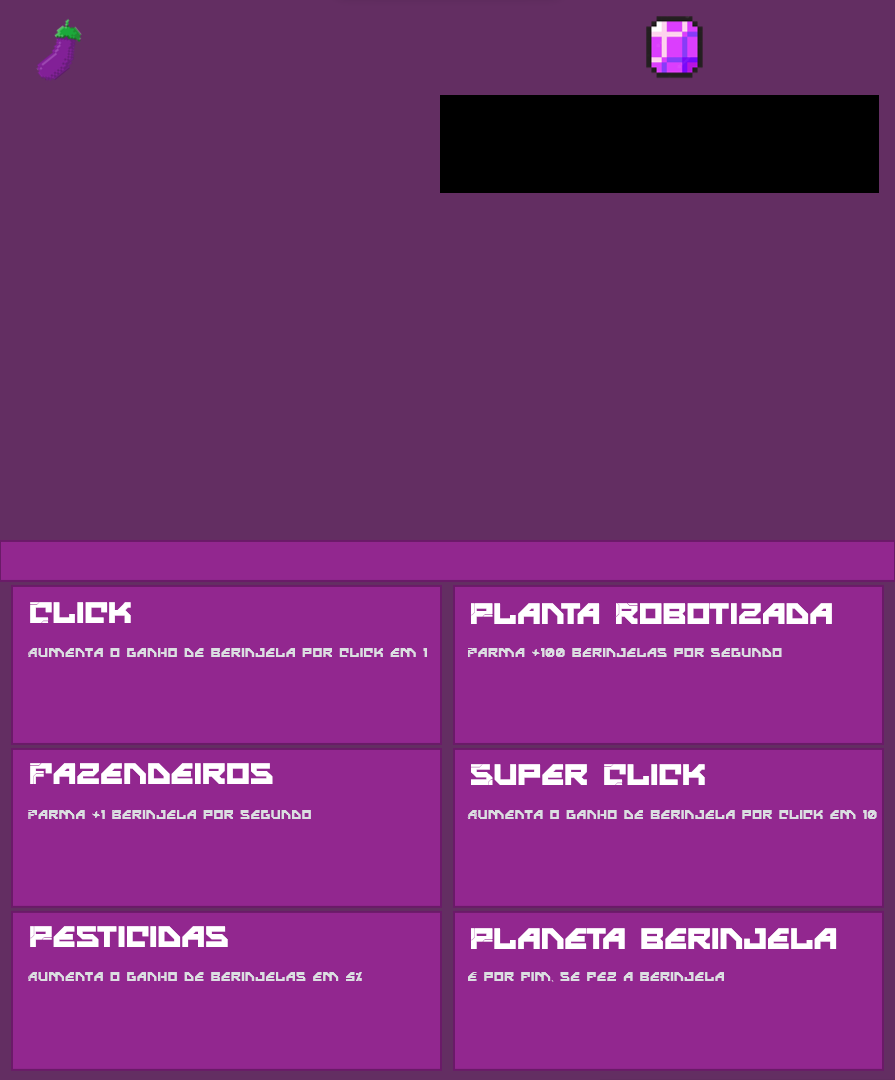 CLICK
AUMENTA O GANHO DE BERINJELA POR CLICK EM 1
PLANTA ROBOTIZADA
FARMA +100 BERINJELAS POR SEGUNDO
FAZENDEIROS
FARMA +1 BERINJELA POR SEGUNDO
SUPER CLICK
AUMENTA O GANHO DE BERINJELA POR CLICK EM 10
PESTICIDAS
AUMENTA O GANHO DE BERINJELAS EM 5%
PLANETA BERINJELA
E POR FIM, SE FEZ A BERINJELA